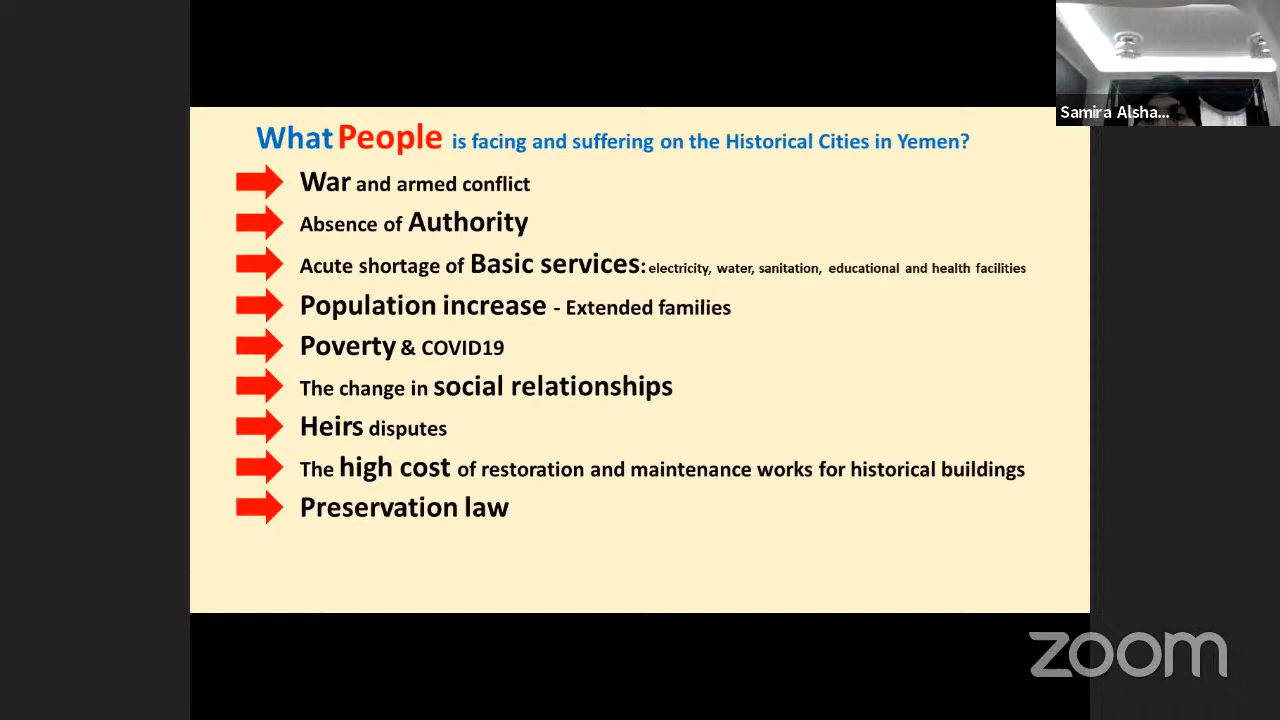 Samira Alsha...
What People is facing and suffering on the Historical Cities in Yemen?
War and armed conflict
Absence of Authority
Acute shortage of Basic services: electricity, water, sanitation, educational and health facilities
Population increase - Extended families
Poverty & COVID19
The change in social relationships
Heirs disputes
The high cost of restoration and maintenance works for historical buildings
Preservation law
zoom